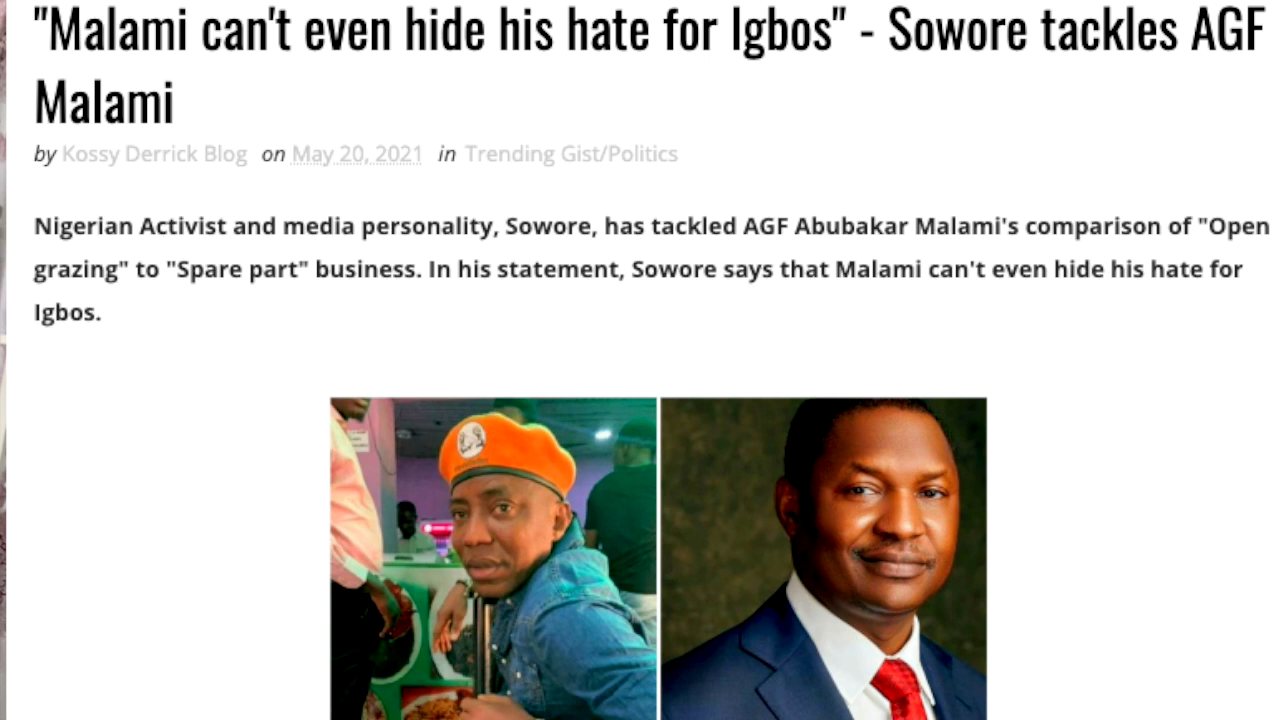 "Malami can't even hide his hate for Igbos" - Sowore tackles AGF
Malami
by Kossy Derrick Blog on May 20, 2021 in Trending Gist/Politics
Nigerian Activist and media personality, Sowore, has tackled AGF Abubakar Malami's comparison of "Open
grazing" to "Spare part" business. In his statement, Sowore says that Malami can't even hide his hate for
Igbos.